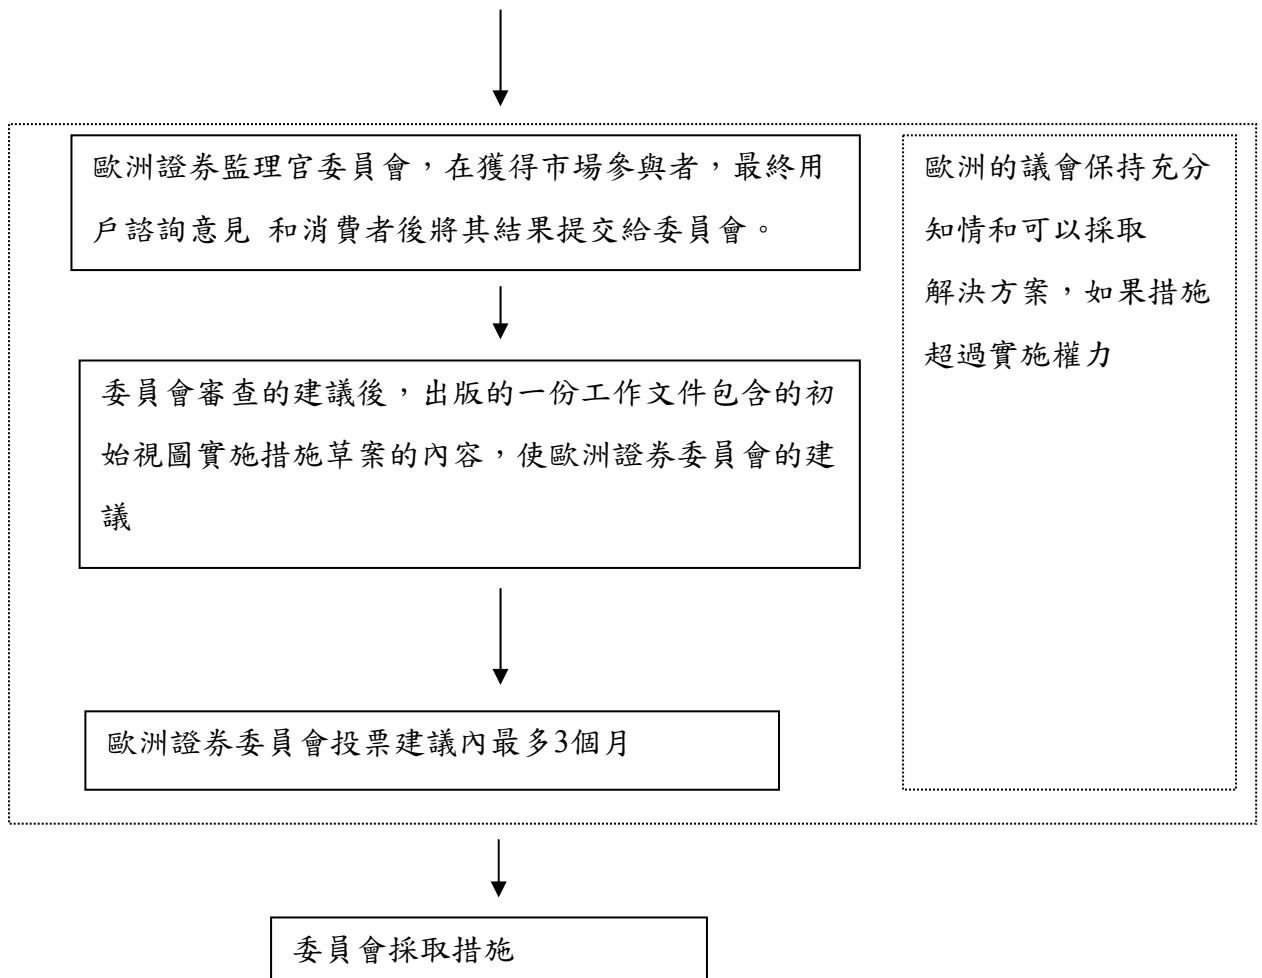 歐洲證券監理官委員會，在獲得市場參與者，最終用
戶諮詢意見 和消費者後將其結果提交給委員會。
歐洲的議會保持充分
知情和可以採取
解決方案，如果措施
超過實施權力
委員會審查的建議後，出版的一份工作文件包含的初
始視圖實施措施草案的內容，使歐洲證券委員會的建
議
歐洲證券委員會投票建議內最多3個月
委員會採取措施